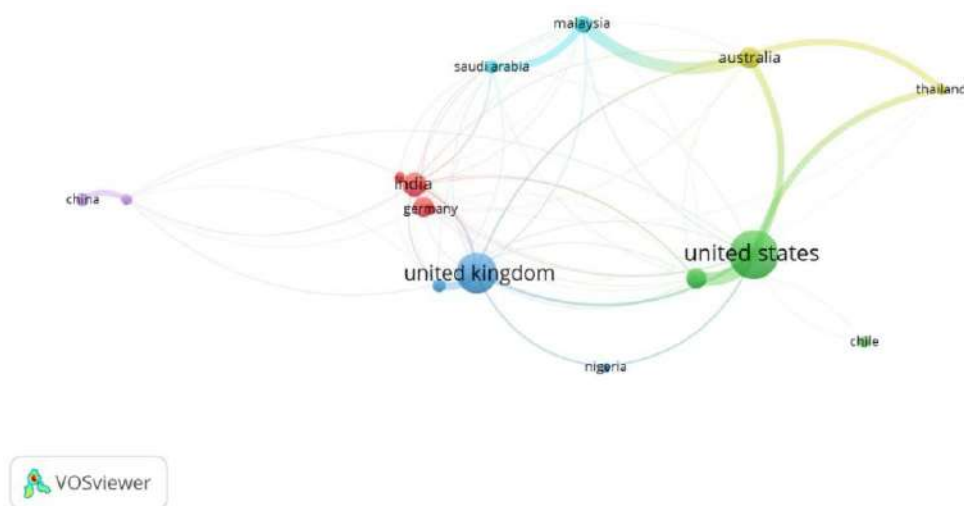 malaysia
australia
saudi arabia
thailand
india
china
germany
united states
united kingdom
chile
nigeria
VOSviewer